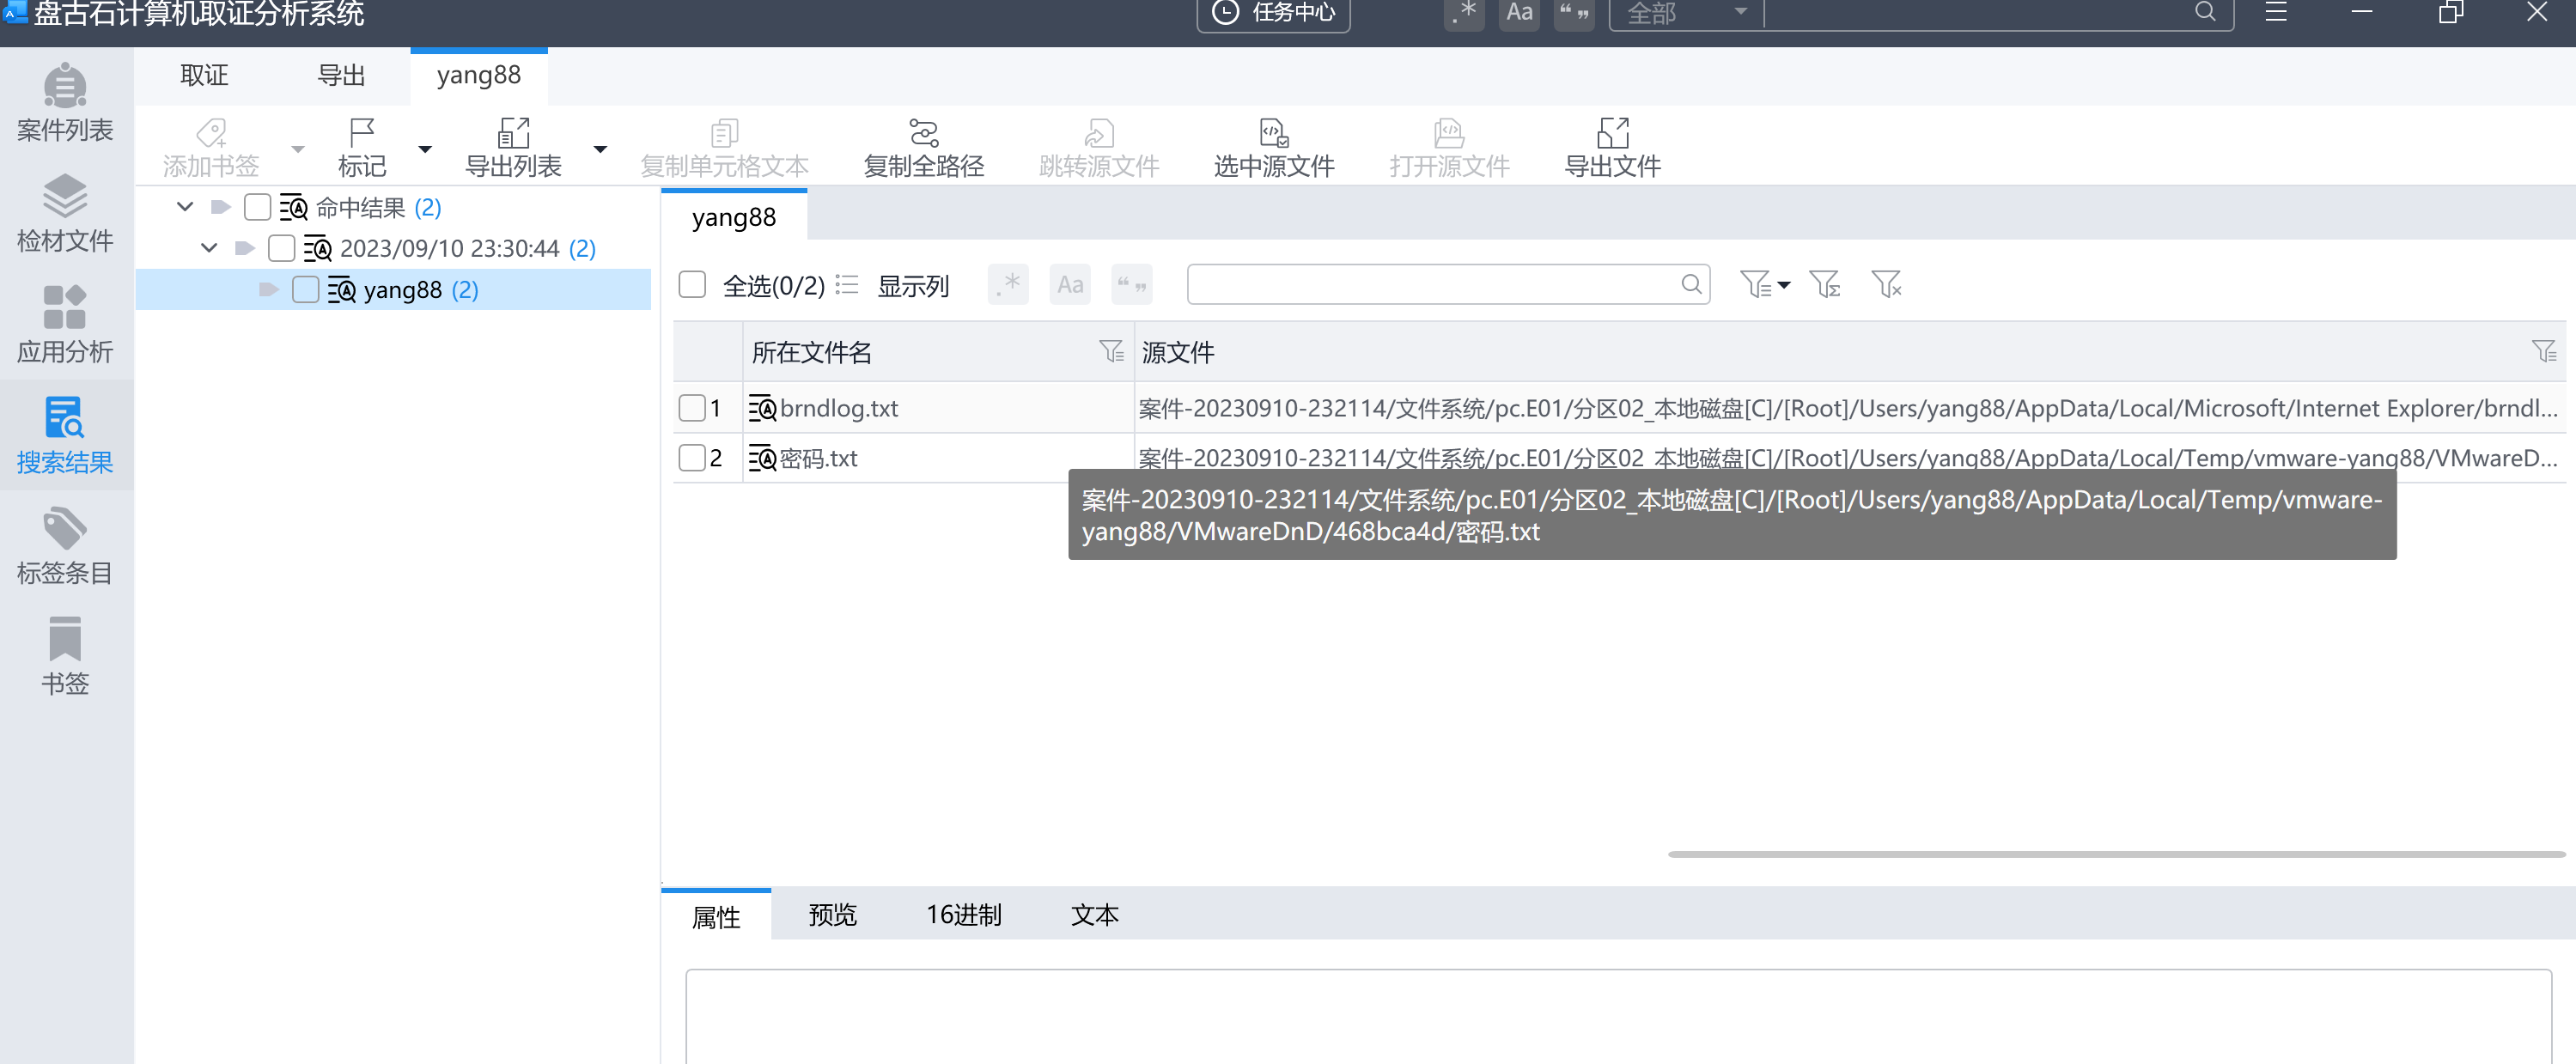 盘古石计算机取证分析系统
任务中心
.* Aa “ ” 全部
取证 导出 yang88
添加书签 标记 导出列表 复制单元格文本 复制全路径 跳转源文件 选中源文件 打开源文件 导出文件
案件列表
检材文件
应用分析
搜索结果
标签条目
书签
命中结果 (2)
2023/09/10 23:30:44 (2)
yang88 (2)
yang88
全选(0/2) 显示列 .* Aa “ ”
所在文件名 源文件
1 brndlog.txt 案件-20230910-232114/文件系统/pc.E01/分区02_本地磁盘[C]/[Root]/Users/yang88/AppData/Local/Microsoft/Internet Explorer/brndl...
2 密码.txt 案件-20230910-232114/文件系统/pc.E01/分区02_本地磁盘[C]/[Root]/Users/yang88/AppData/Local/Temp/vmware-yang88/VMwareD...
案件-20230910-232114/文件系统/pc.E01/分区02_本地磁盘[C]/[Root]/Users/yang88/AppData/Local/Temp/vmware-
yang88/VMwareDnD/468bca4d/密码.txt
属性 预览 16进制 文本